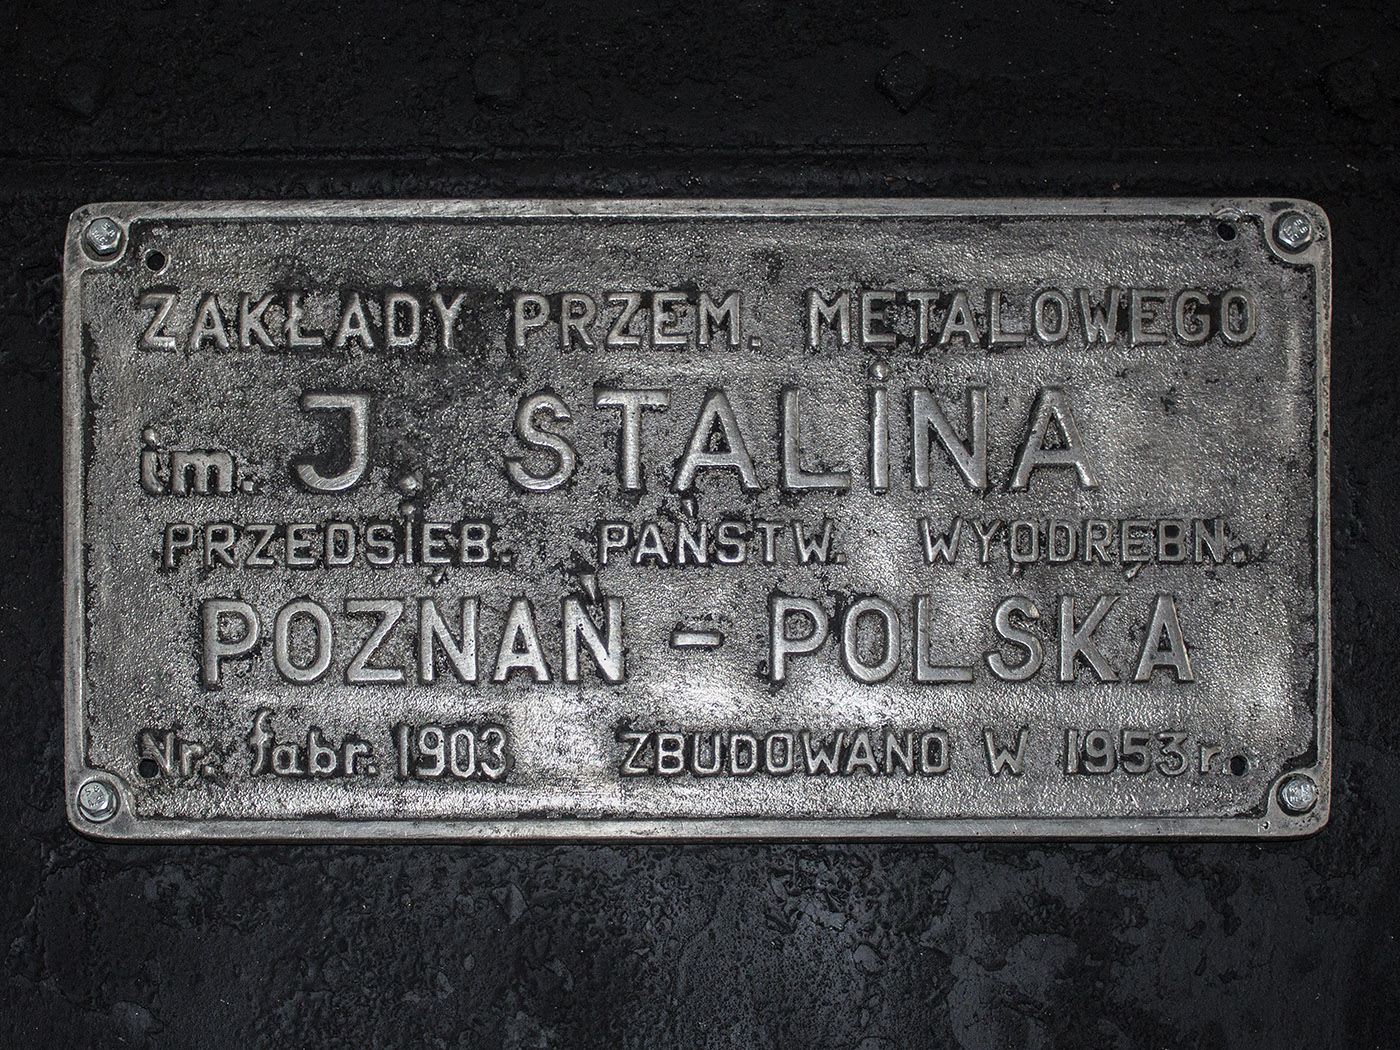 ZAKŁADY PRZEM. METALOWEGO
im. J. STALiNA
PRZEDSiĘB. PAŃSTW. WYODRĘBN.
POZNAŃ - POLSKA
Nr. fabr. 1903 ZBUDOWANO W 1953 r.